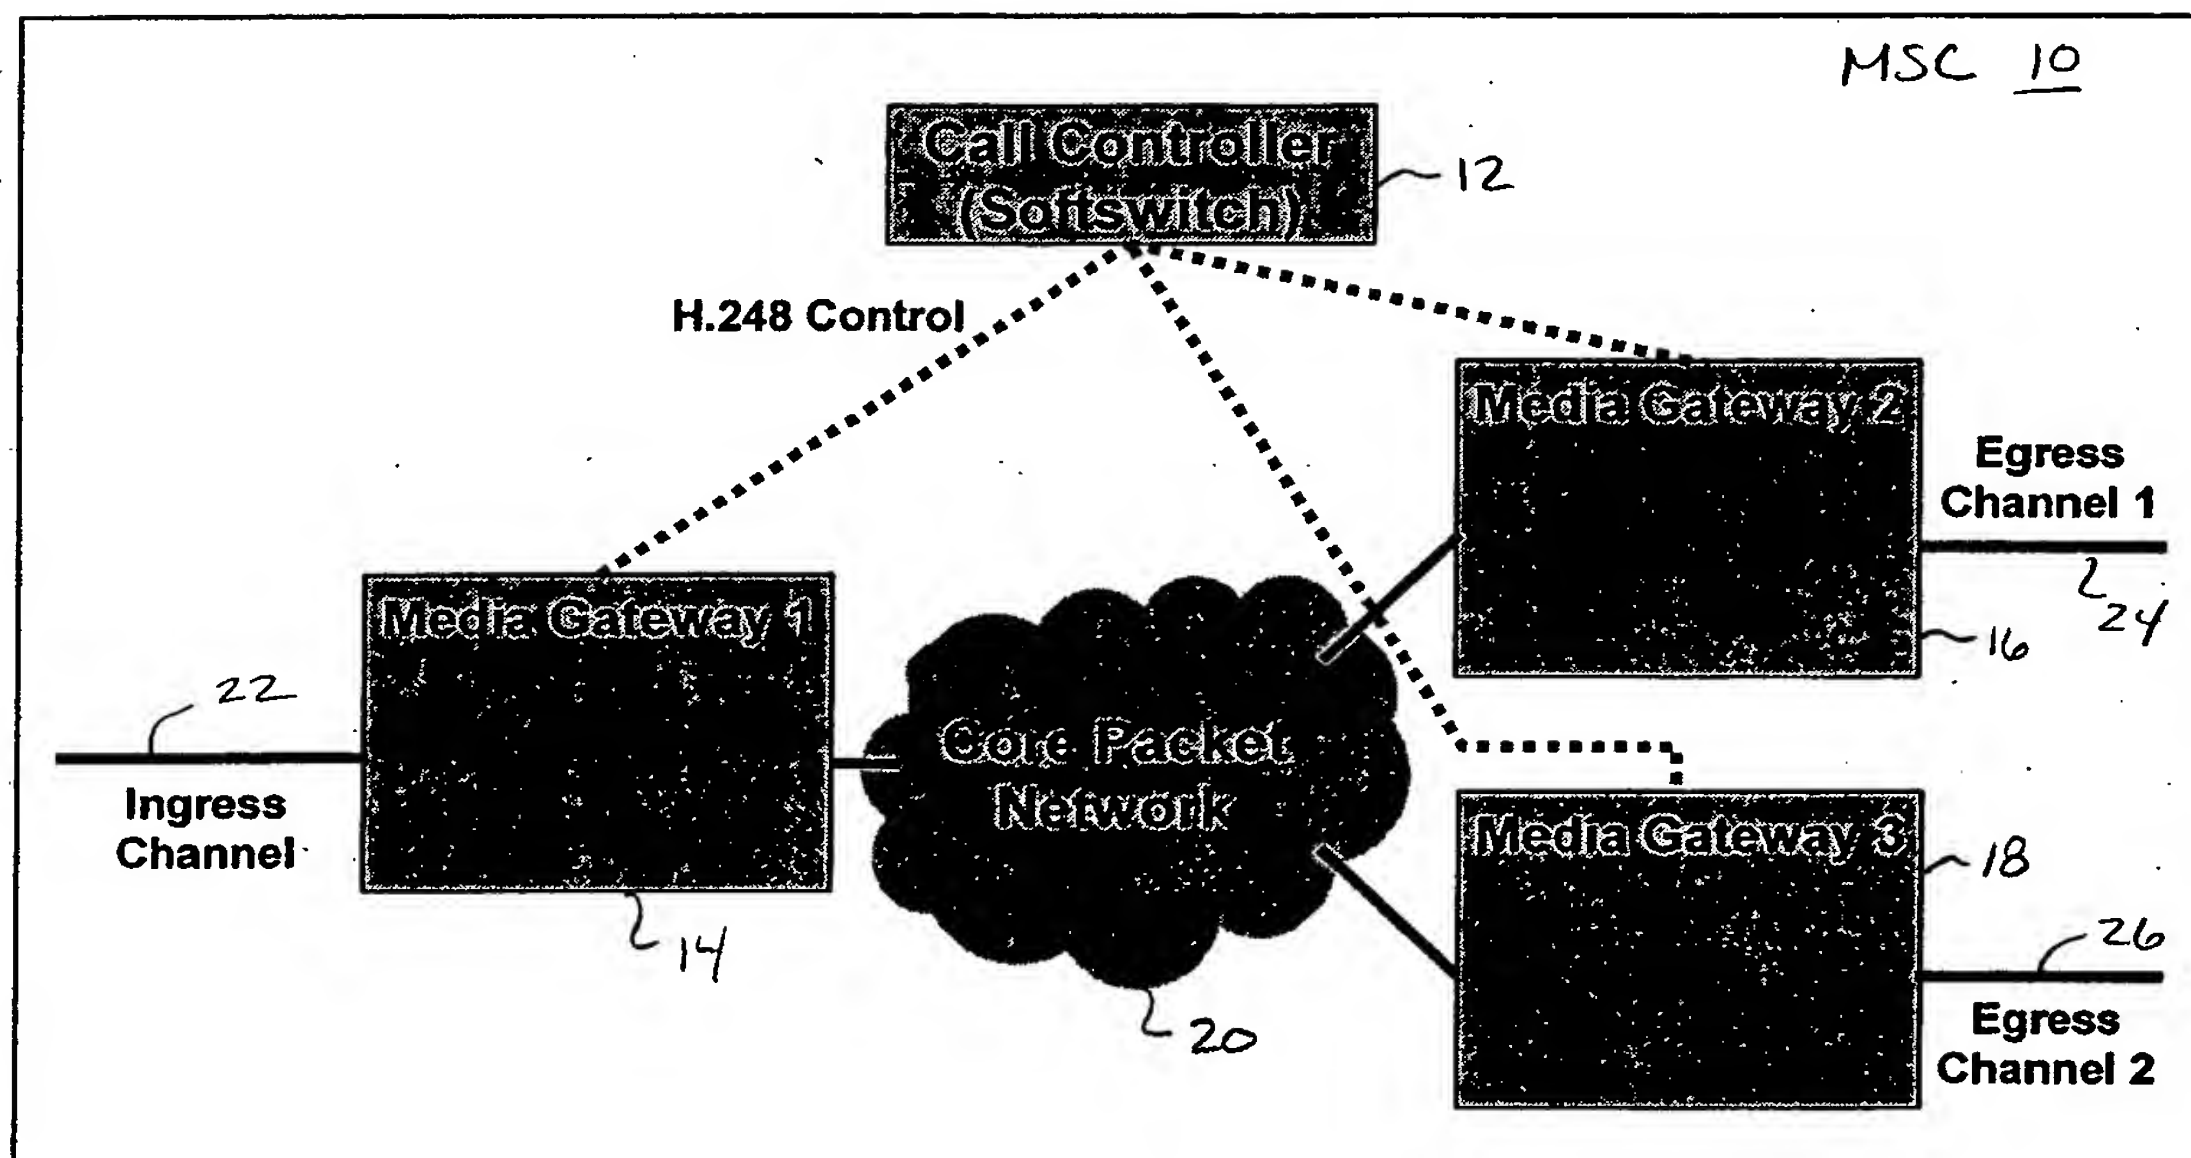 MSC 10
Call Controller
(Softswitch)
12
H.248 Control
Media Gateway 2
Egress
Channel 1
24
16
Media Gateway 1
22
Ingress
Channel
14
Core Packet
Network
20
Media Gateway 3
18
26
Egress
Channel 2